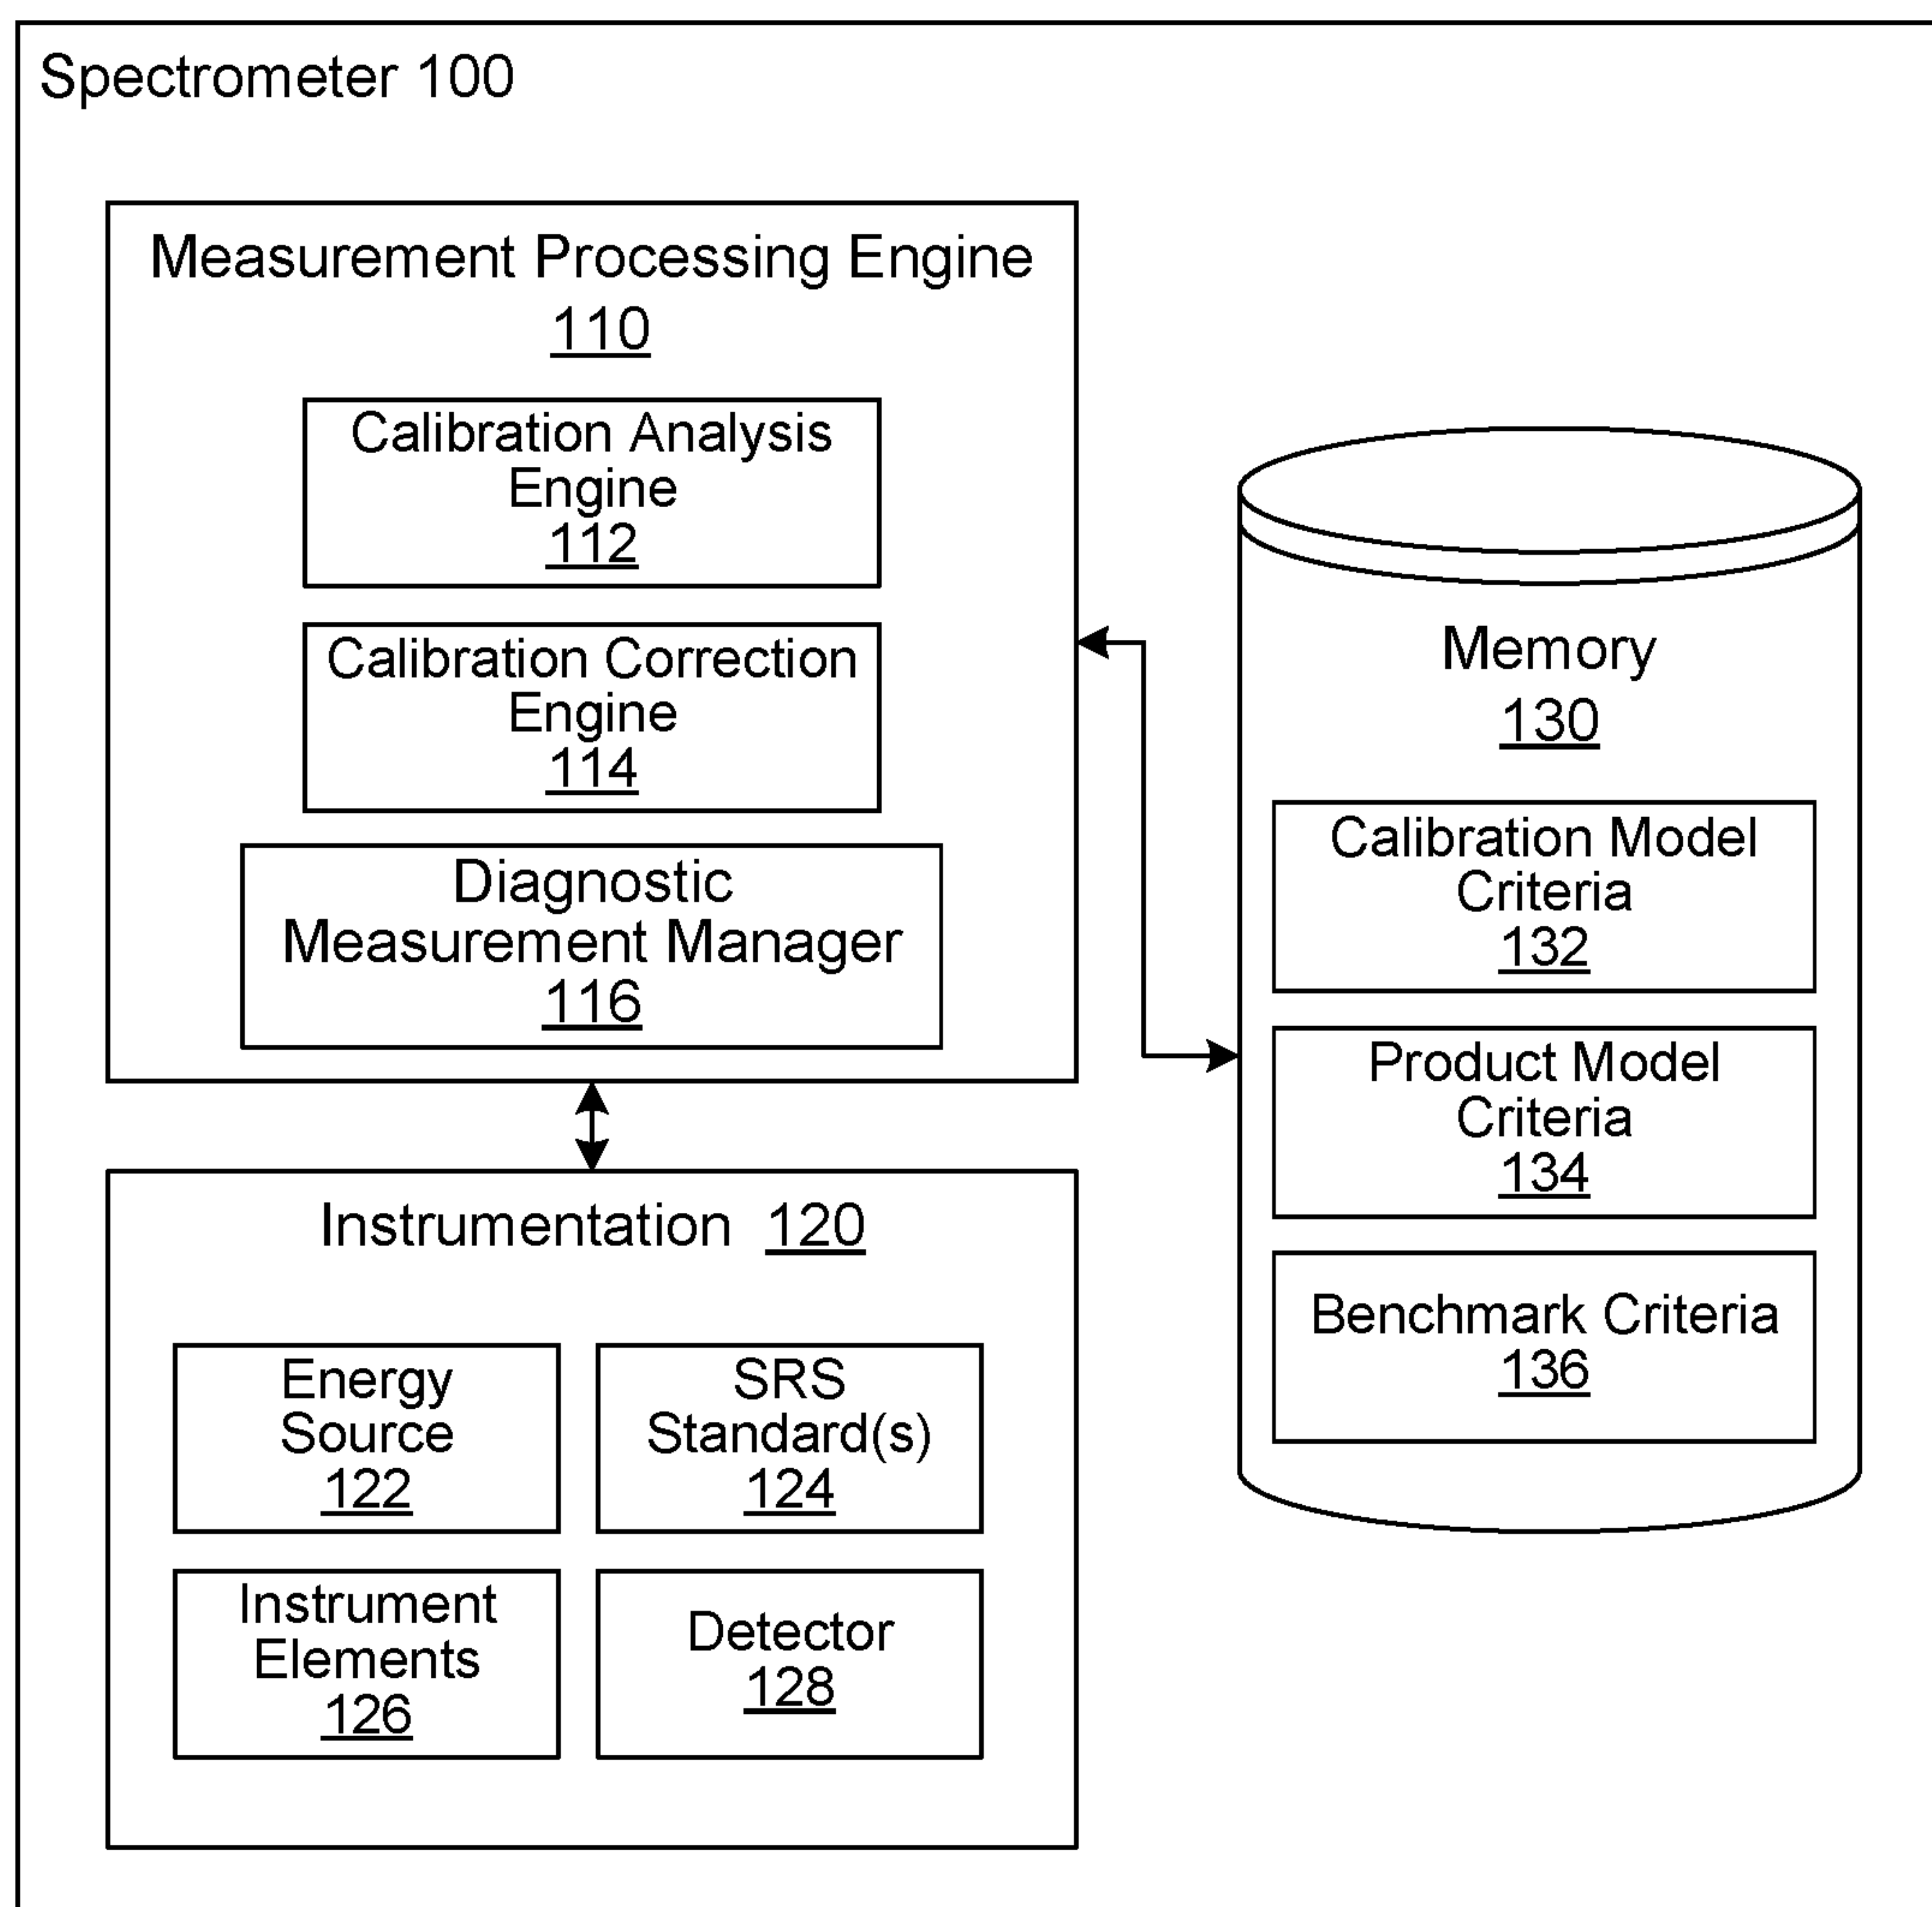 Spectrometer 100
Measurement Processing Engine
110
Calibration Analysis
Engine
112
Calibration Correction
Engine
114
Diagnostic
Measurement Manager
116
Instrumentation 120
Energy
Source
122
SRS
Standard(s)
124
Instrument
Elements
126
Detector
128
Memory
130
Calibration Model
Criteria
132
Product Model
Criteria
134
Benchmark Criteria
136